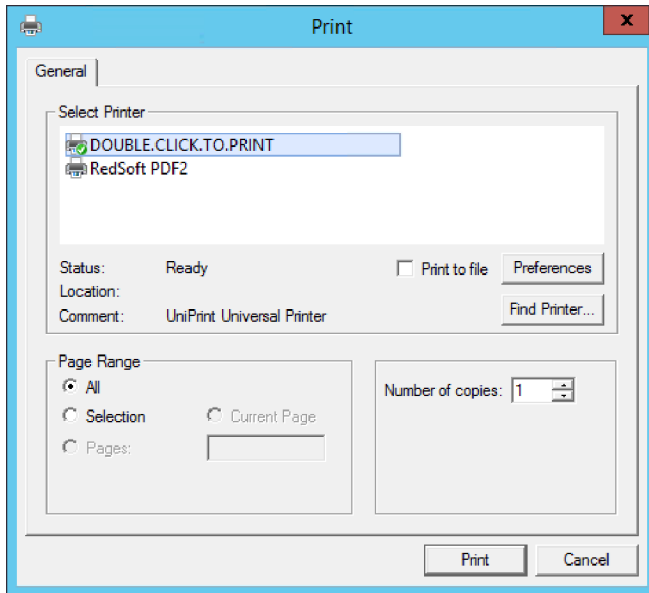 Print
x
General
Select Printer
DOUBLE.CLICK.TO.PRINT
RedSoft PDF2
Status: Ready
Print to file Preferences
Location:
Comment: UniPrint Universal Printer
Find Printer...
Page Range
All
Selection Current Page
Pages:
Number of copies: 1
Print Cancel